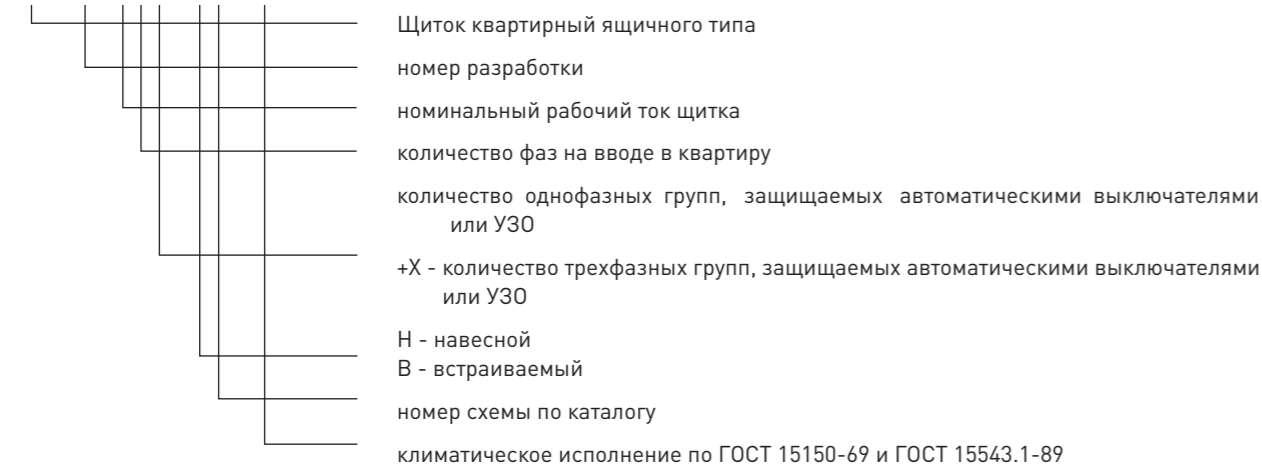 Щиток квартирный ящичного типа
номер разработки
номинальный рабочий ток щитка
количество фаз на вводе в квартиру
количество однофазных групп, защищаемых автоматическими выключателями
или УЗО
+Х - количество трехфазных групп, защищаемых автоматическими выключателями
или УЗО
Н - навесной
В - встраиваемый
номер схемы по каталогу
климатическое исполнение по ГОСТ 15150-69 и ГОСТ 15543.1-89